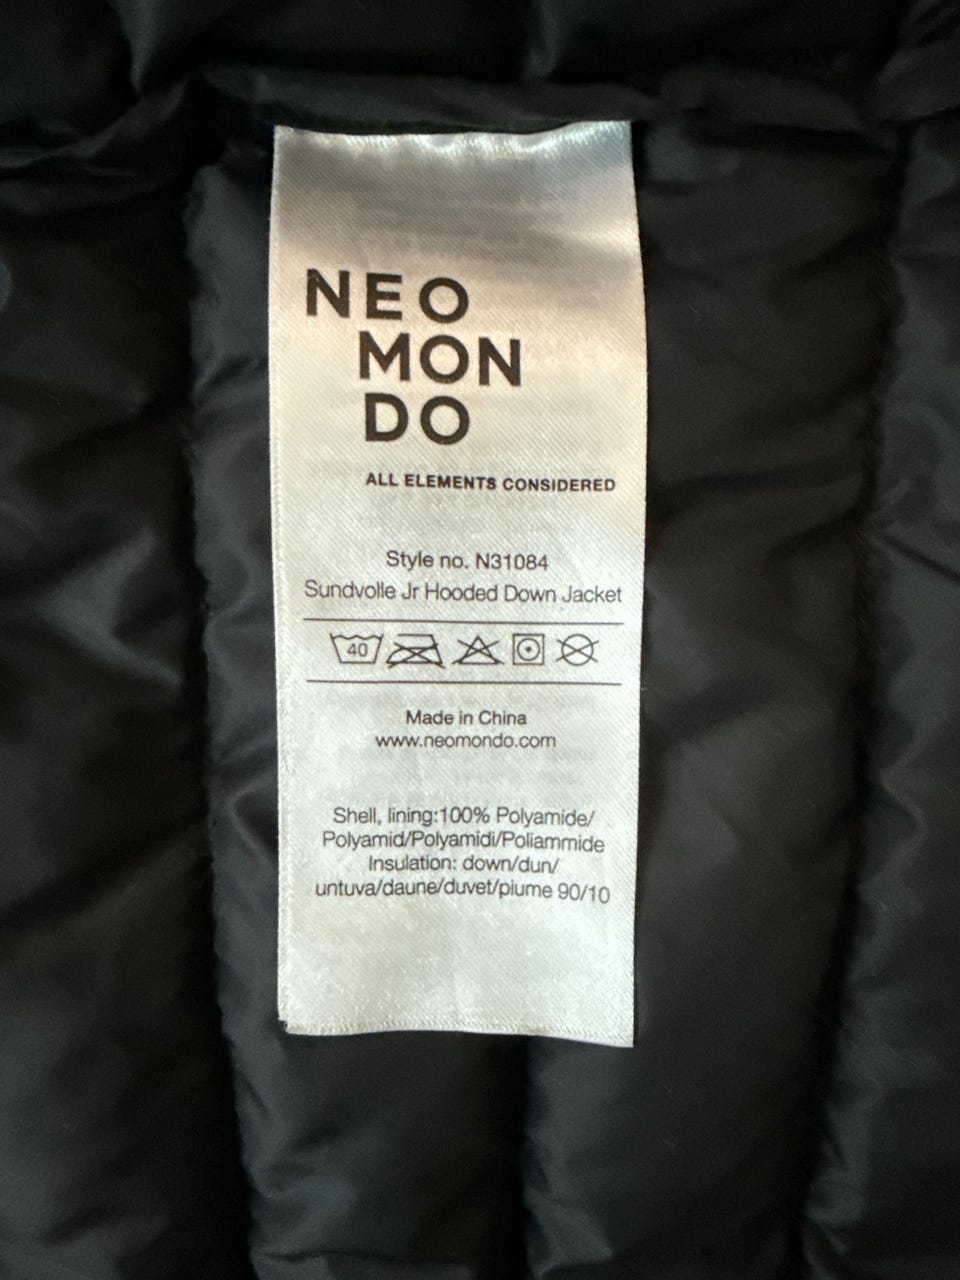 NEO
MON
DO
ALL ELEMENTS CONSIDERED
Style no. N31084
Sundvolle Jr Hooded Down Jacket
40
Made in China
www.neomondo.com
Shell, lining:100% Polyamide/
Polyamid/Polyamidi/Poliammide
Insulation: down/dun/
untuva/daune/duvet/piume 90/10